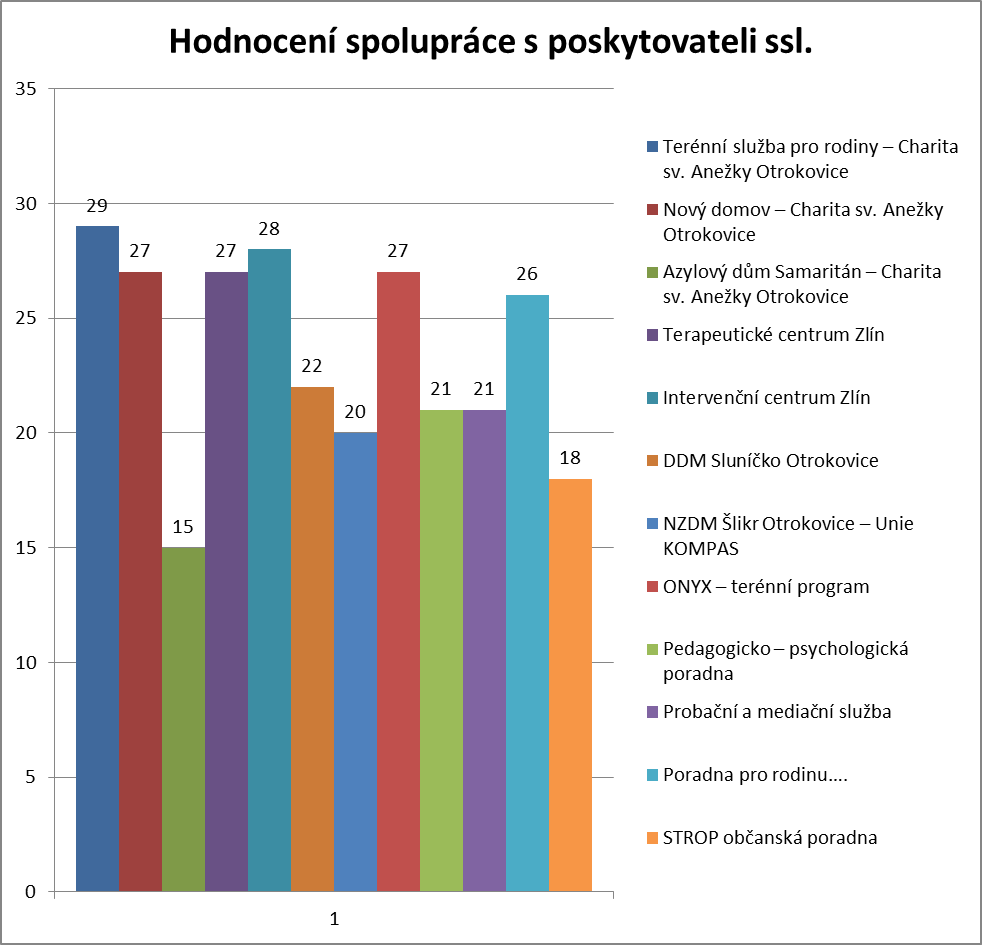 Hodnocení spolupráce s poskytovateli ssl.
35
30
25
20
15
10
5
0
29
27
15
27
28
22
20
27
21
21
26
18
1
Terénní služba pro rodiny – Charita
sv. Anežky Otrokovice
Nový domov – Charita sv. Anežky
Otrokovice
Azylový dům Samaritán – Charita
sv. Anežky Otrokovice
Terapeutické centrum Zlín
Intervenční centrum Zlín
DDM Sluníčko Otrokovice
NZDM Šlikr Otrokovice – Unie
KOMPAS
ONYX – terénní program
Pedagogicko – psychologická
poradna
Probační a mediační služba
Poradna pro rodinu....
STROP občanská poradna